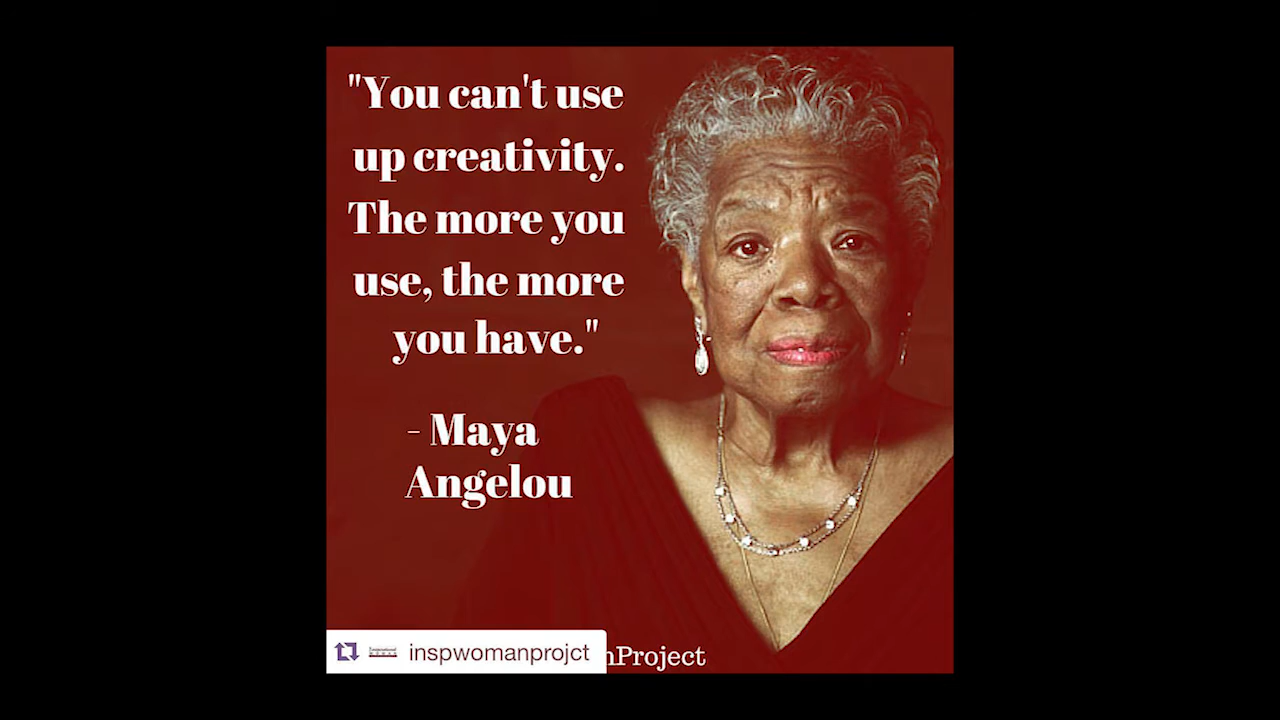 "You can't use
up creativity.
The more you
use, the more
you have."
- Maya
Angelou
inspwomanprojct
nProject